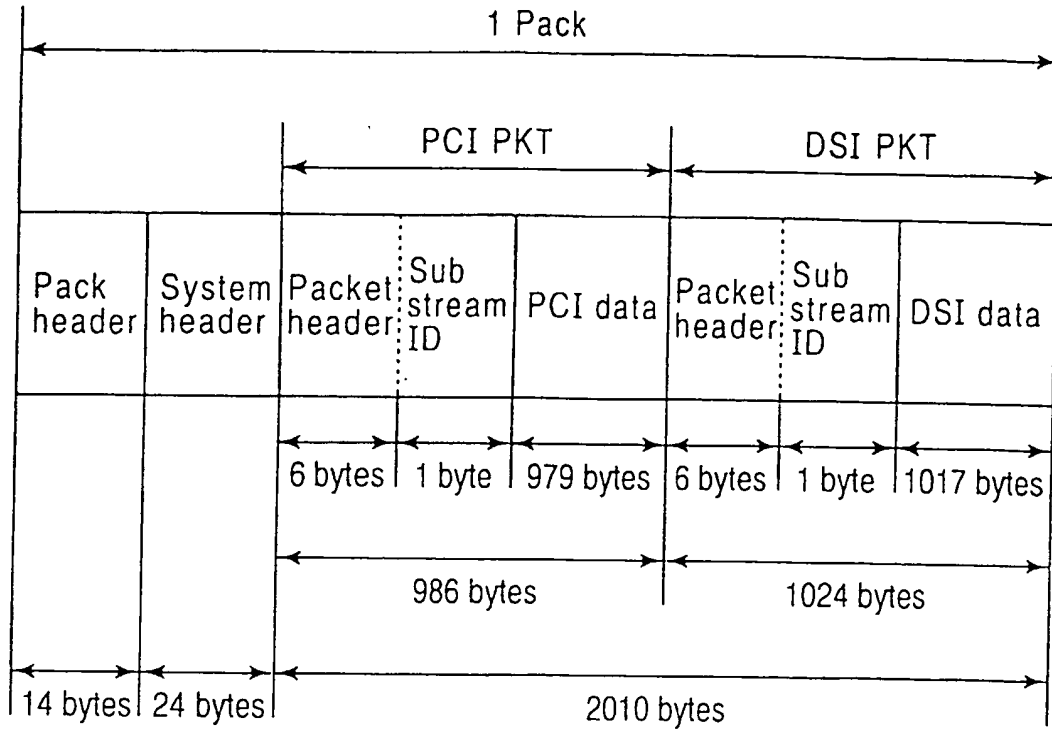 1 Pack
PCI PKT
DSI PKT
Pack
header
System
header
Packet
header
Sub
stream
ID
PCI data
Packet
header
Sub
stream
ID
DSI data
6 bytes
1 byte
979 bytes
6 bytes
1 byte
1017 bytes
986 bytes
1024 bytes
14 bytes
24 bytes
2010 bytes